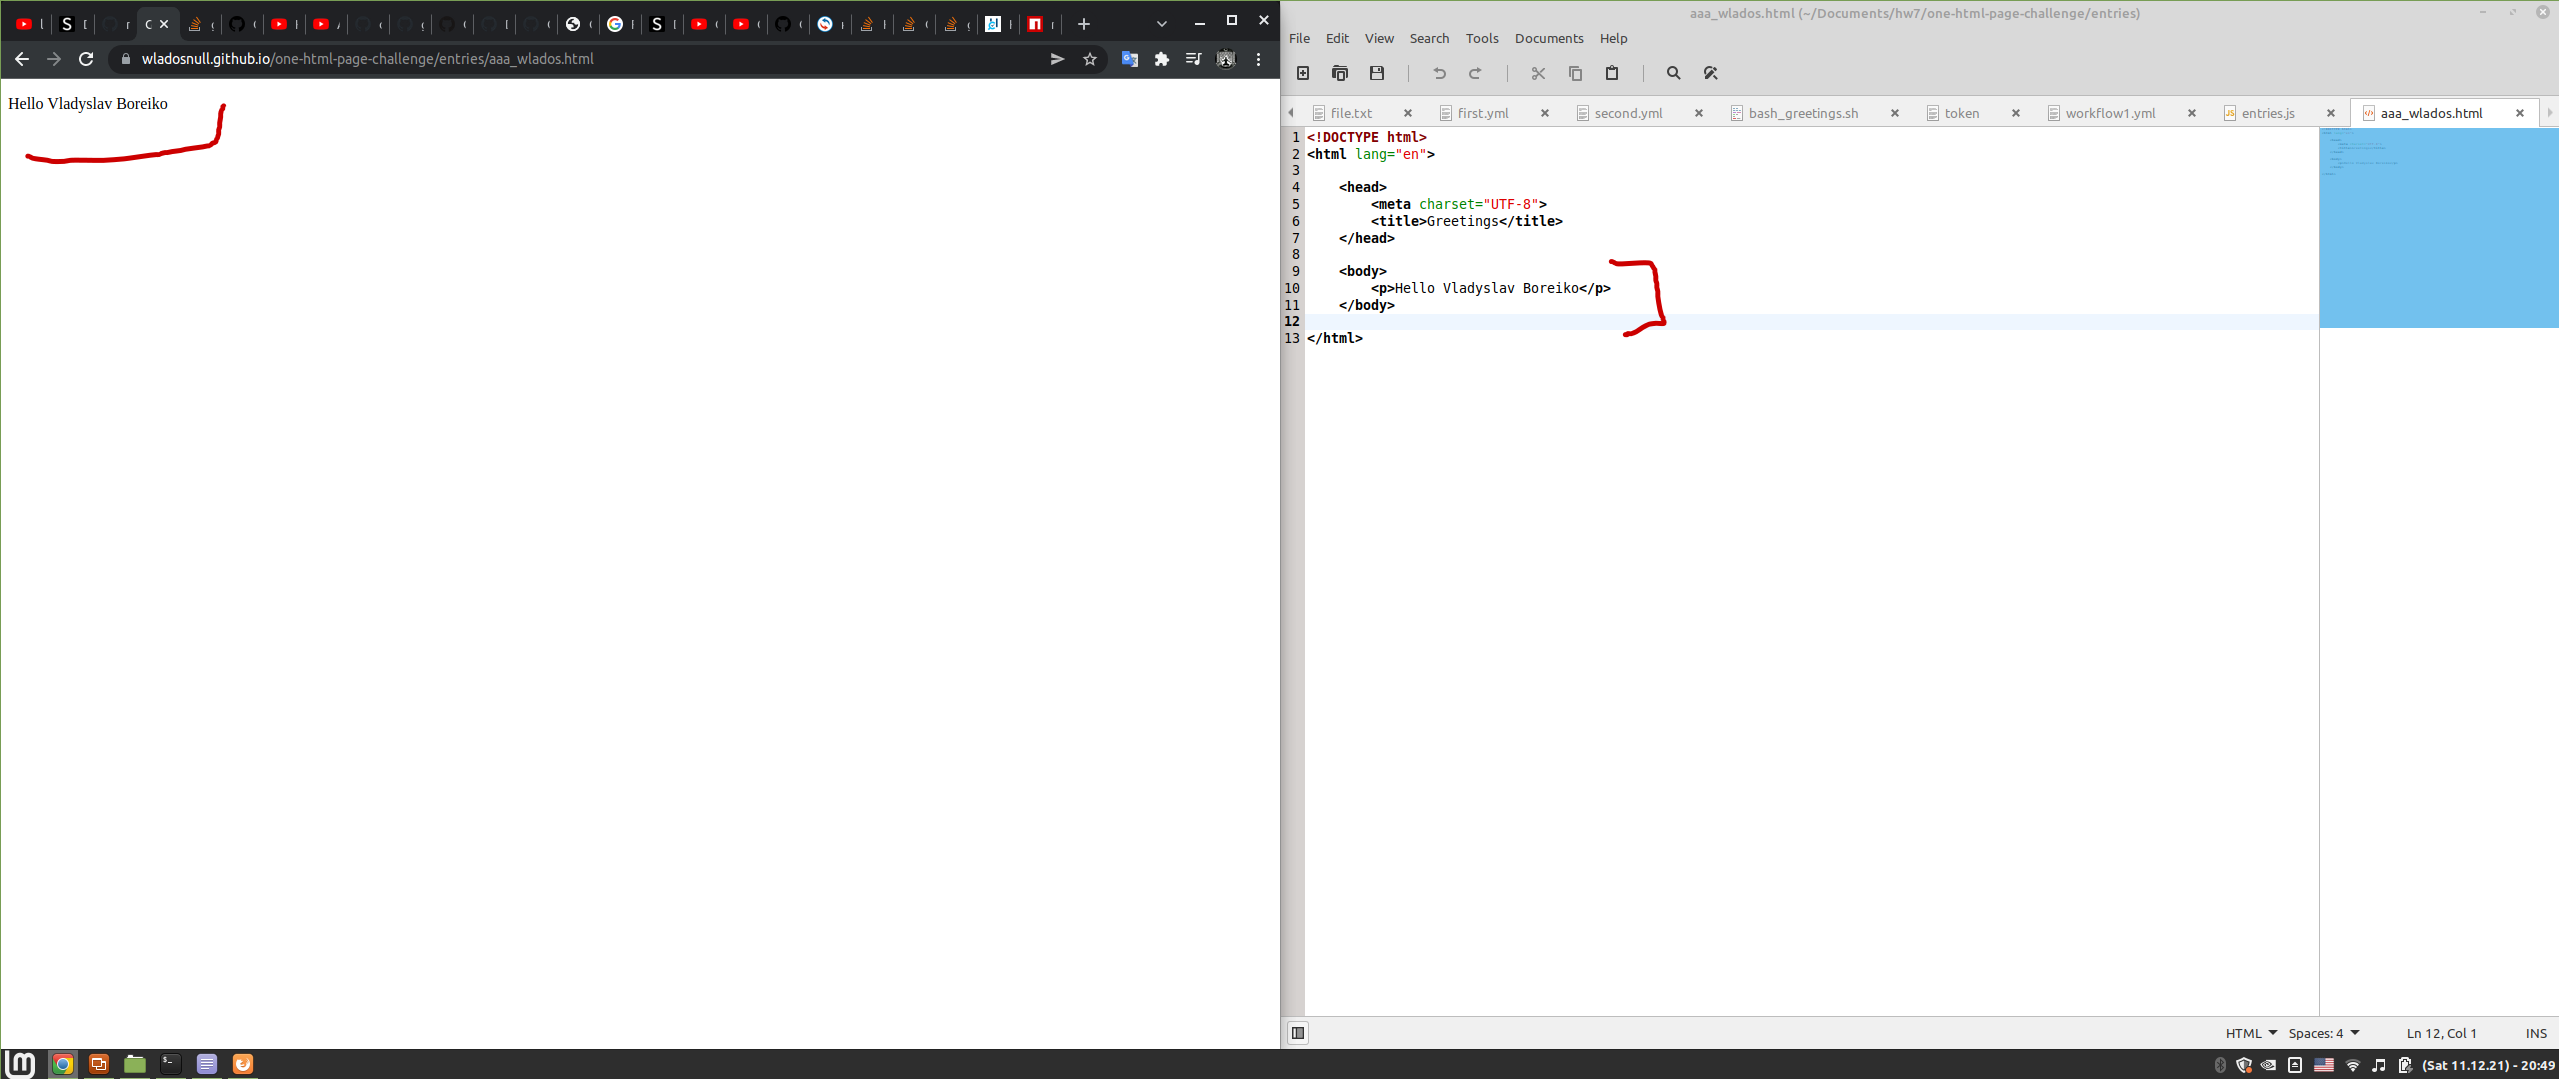 wladosnull.github.io/one-html-page-challenge/entries/aaa_wlados.html
Hello Vladyslav Boreiko
aaa_wlados.html (~/Documents/hw7/one-html-page-challenge/entries)
File Edit View Search Tools Documents Help
file.txt first.yml second.yml bash_greetings.sh token workflow1.yml entries.js aaa_wlados.html
1 <!DOCTYPE html>
2 <html lang="en">
3
4 <head>
5 <meta charset="UTF-8">
6 <title>Greetings</title>
7 </head>
8
9 <body>
10 <p>Hello Vladyslav Boreiko</p>
11 </body>
12
13 </html>
HTML Spaces: 4 Ln 12, Col 1 INS
(Sat 11.12.21) - 20:49